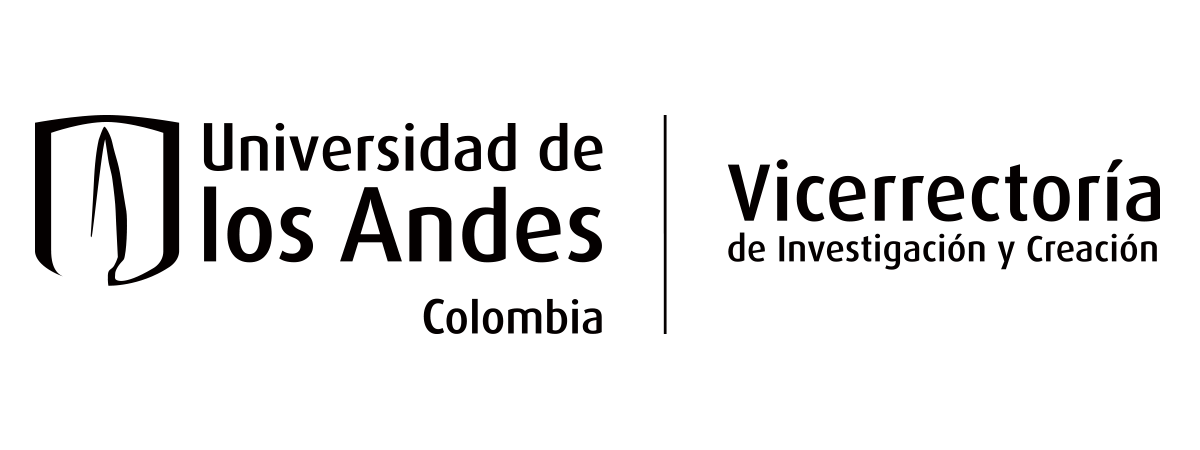 Universidad de
los Andes
Colombia
Vicerrectoría
de Investigación y Creación